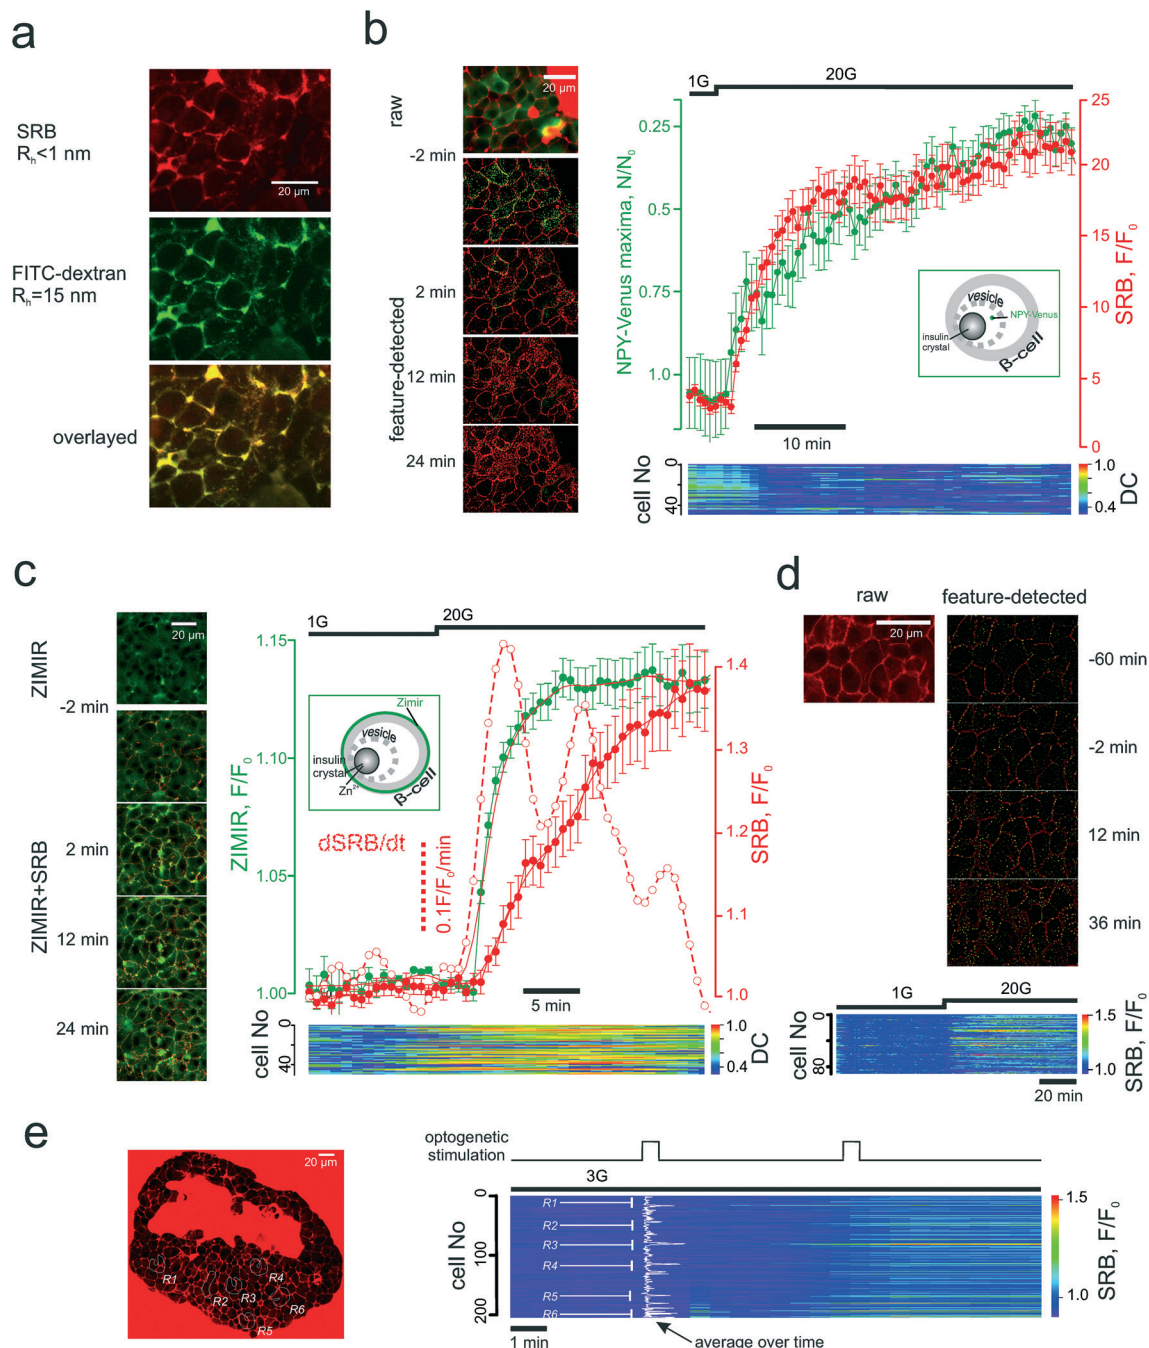 a
SRB
Rh<1 nm
20 µm
FITC-dextran
Rh=15 nm
overlayed
b
raw
20 µm
-2 min
2 min
12 min
24 min
feature-detected
1G
20G
NPY-Venus maxima, N/N0
0.25
0.5
0.75
1.0
SRB, F/F0
25
20
15
10
5
0
vesicle
NPY-Venus
insulin
crystal
β-cell
10 min
cell No
0
40
1.0
0.4
DC
c
ZIMIR
20 µm
-2 min
ZIMIR+SRB
2 min
12 min
24 min
1G
20G
ZIMIR, F/F0
1.15
1.10
1.05
1.00
Zimir
vesicle
insulin
crystal
Zn2+
β-cell
dSRB/dt
0.1F/F0/min
SRB, F/F0
1.4
1.3
1.2
1.1
1.0
5 min
cell No
0
40
1.0
0.4
DC
d
raw
feature-detected
20 µm
-60 min
-2 min
12 min
36 min
1G
20G
cell No
0
80
1.5
1.0
SRB, F/F0
20 min
e
20 µm
R1
R2
R3
R4
R5
R6
optogenetic
stimulation
3G
cell No
0
100
200
R1
R2
R3
R4
R5
R6
1.5
1.0
SRB, F/F0
1 min
average over time